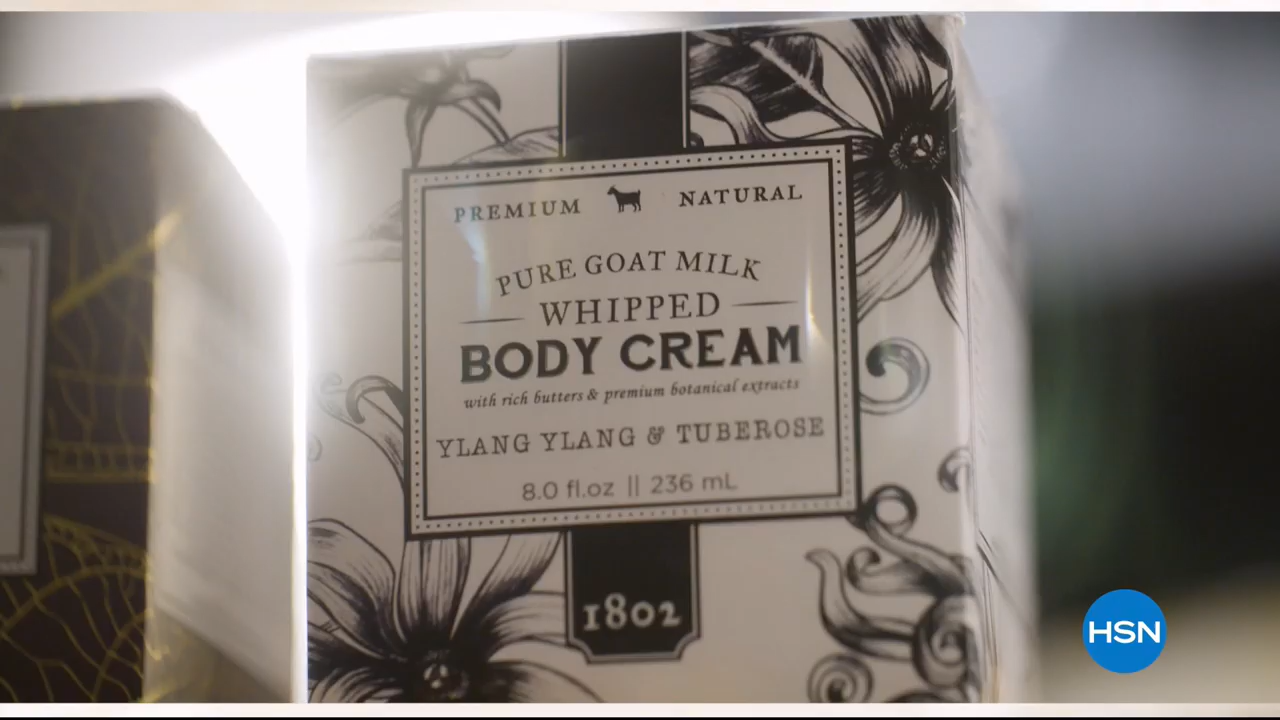 PREMIUM NATURAL
PURE GOAT MILK
WHIPPED
BODY CREAM
with rich butters & premium botanical extracts
YLANG YLANG & TUBEROSE
8.0 fl.oz || 236 mL
1802
HSN